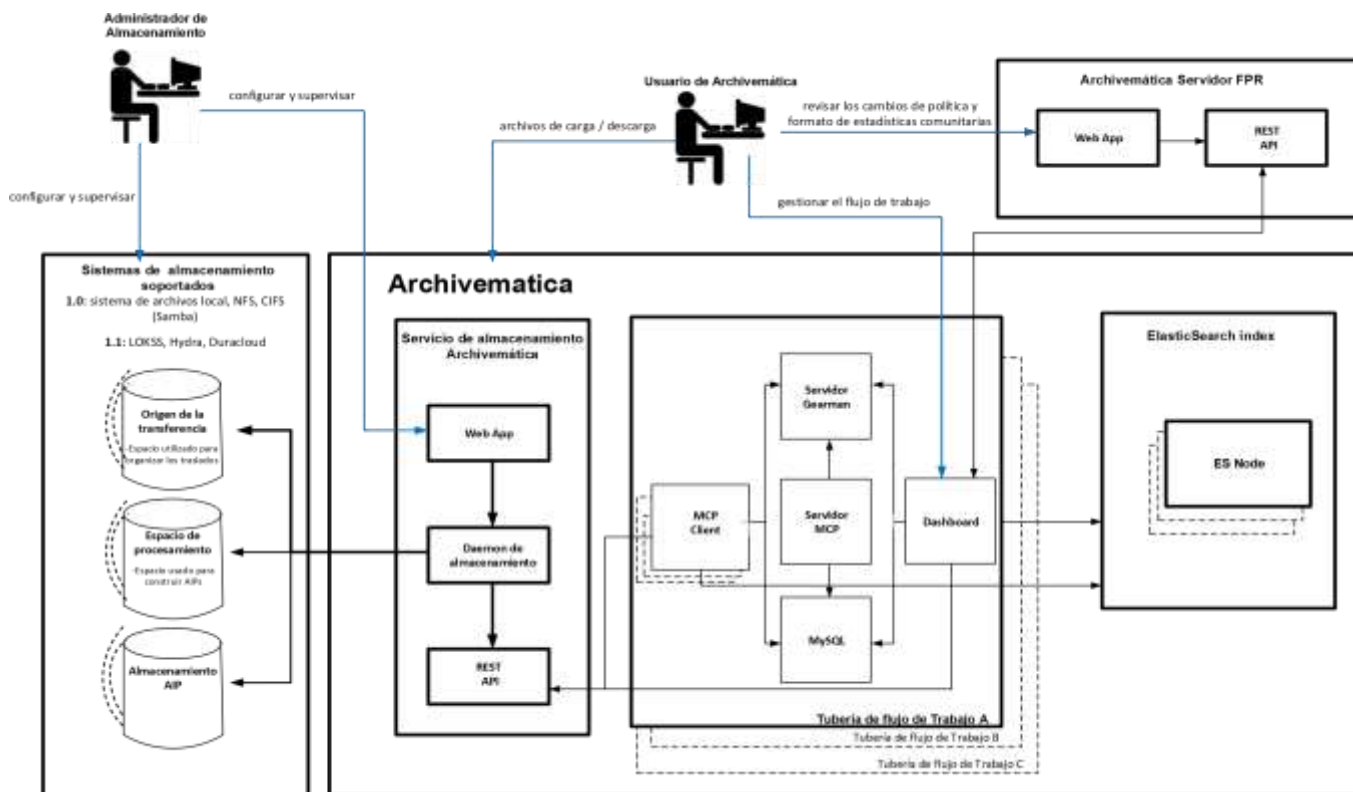 Administrador de
Almacenamiento
configurar y supervisar
configurar y supervisar
Usuario de Archivemática
archivos de carga / descarga
revisar los cambios de política y
formato de estadísticas comunitarias
gestionar el flujo de trabajo
Archivemática Servidor FPR
Web App
REST
API
Sistemas de almacenamiento
soportados
1.0: sistema de archivos local, NFS, CIFS
(Samba)
1.1: LOKSS, Hydra, Duracloud
Origen de la
transferencia
-Espacio utilizado para
organizar los traslados
Espacio de
procesamiento
-Espacio usado para
construir AIPs
Almacenamiento
AIP
Archivematica
Servicio de almacenamiento
Archivemática
Web App
Daemon de
almacenamiento
REST
API
Servidor
Gearman
MCP
Client
Servidor
MCP
Dashboard
MySQL
Tubería de flujo de Trabajo A
Tubería de flujo de Trabajo B
Tubería de flujo de Trabajo C
ElasticSearch index
ES Node